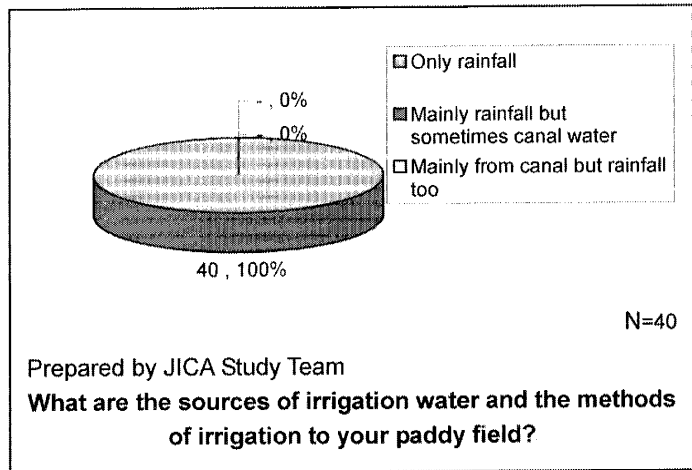 Only rainfall
Mainly rainfall but
sometimes canal water
Mainly from canal but rainfall
too
- , 0%
- , 0%
40 , 100%
N=40
Prepared by JICA Study Team
What are the sources of irrigation water and the methods
of irrigation to your paddy field?